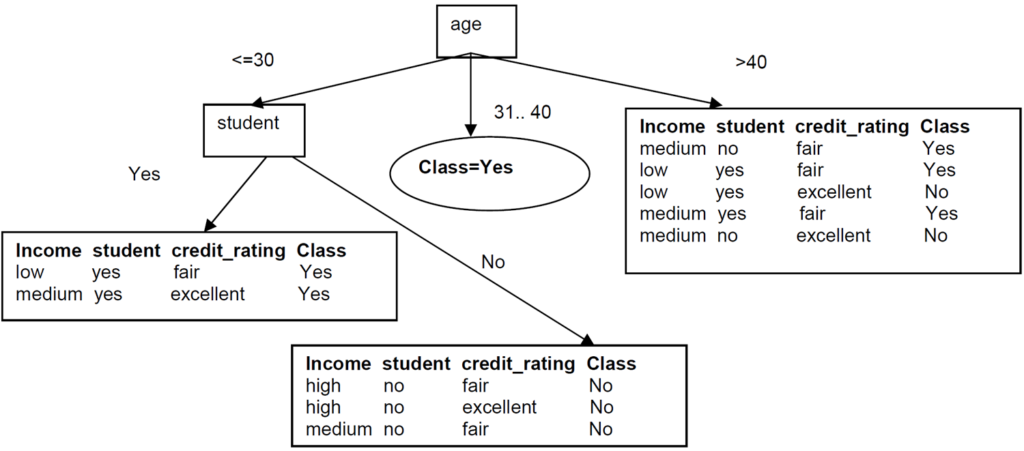 age
<=30
>40
student
31.. 40
Class=Yes
Income student credit_rating Class
medium no fair Yes
low yes fair Yes
low yes excellent No
medium yes fair Yes
medium no excellent No
Yes
No
Income student credit_rating Class
low yes fair Yes
medium yes excellent Yes
Income student credit_rating Class
high no fair No
high no excellent No
medium no fair No